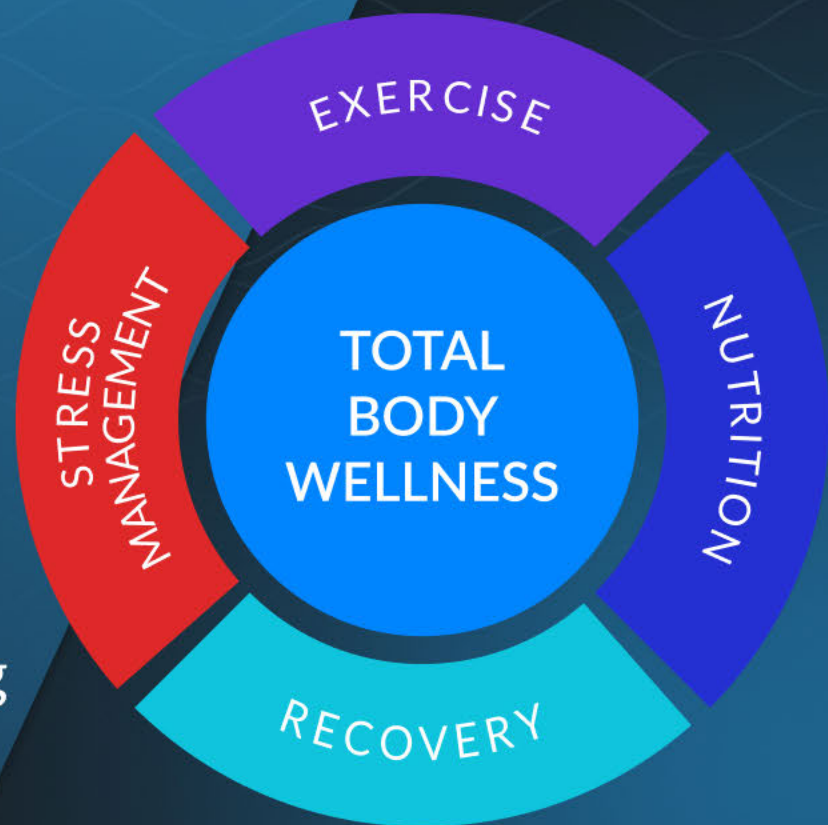 EXERCISE
STRESS
MANAGEMENT
TOTAL
BODY
WELLNESS
NUTRITION
RECOVERY
g